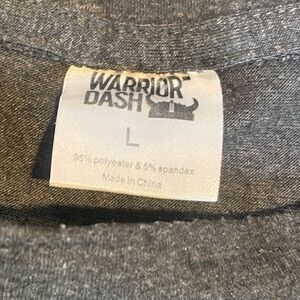 WARRIOR
DASH
L
95% polyester & 5% spandex
Made in China